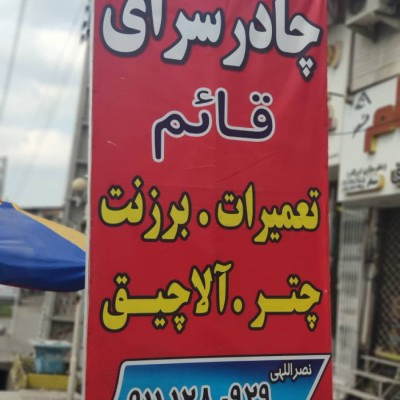 چادرسرای
قائم
تعمیرات . برزنت
چتر . آلاچیق
نصراللهی